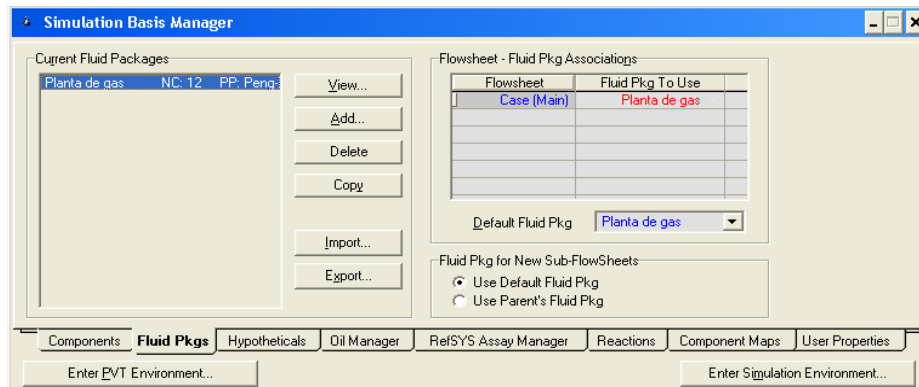 Simulation Basis Manager
Current Fluid Packages
Planta de gas NC: 12 PP: Peng-
View...
Add...
Delete
Copy
Import...
Export...
Flowsheet - Fluid Pkg Associations
Flowsheet Fluid Pkg To Use
Case (Main) Planta de gas
Default Fluid Pkg Planta de gas
Fluid Pkg for New Sub-FlowSheets
Use Default Fluid Pkg
Use Parent's Fluid Pkg
Components Fluid Pkgs Hypotheticals Oil Manager RefSYS Assay Manager Reactions Component Maps User Properties
Enter PVT Environment... Enter Simulation Environment...